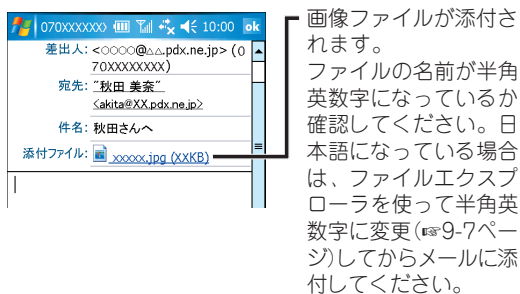 070XXXXXX) 10:00 ok
差出人: <○○○○@△△.pdx.ne.jp> (0
70XXXXXXXX)
宛先: "秋田 美奈"
<akita@XX.pdx.ne.jp>
件名: 秋田さんへ
添付ファイル: xxxxx.jpg (XXKB)
画像ファイルが添付さ
れます。
ファイルの名前が半角
英数字になっているか
確認してください。日
本語になっている場合
は、ファイルエクスプ
ローラを使って半角英
数字に変更(☞9-7ペー
ジ)してからメールに添
付してください。